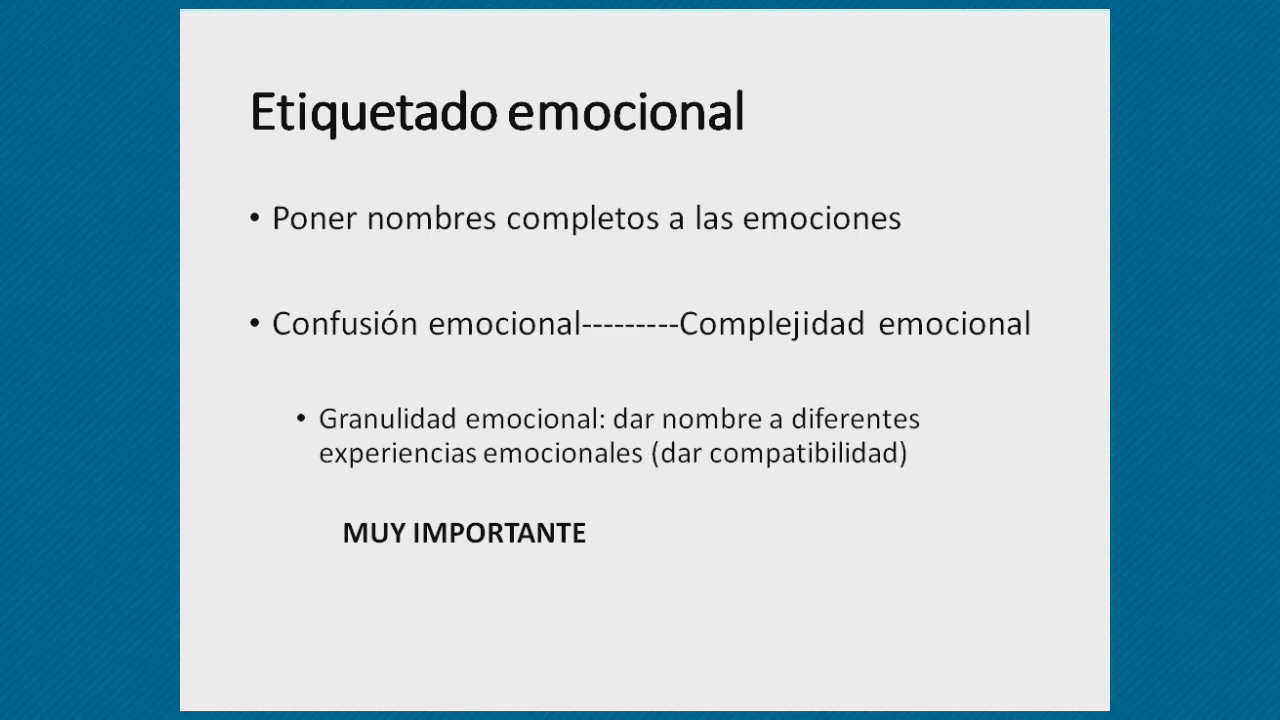 Etiquetado emocional
• Poner nombres completos a las emociones
• Confusión emocional---------Complejidad emocional
• Granulidad emocional: dar nombre a diferentes
experiencias emocionales (dar compatibilidad)
MUY IMPORTANTE